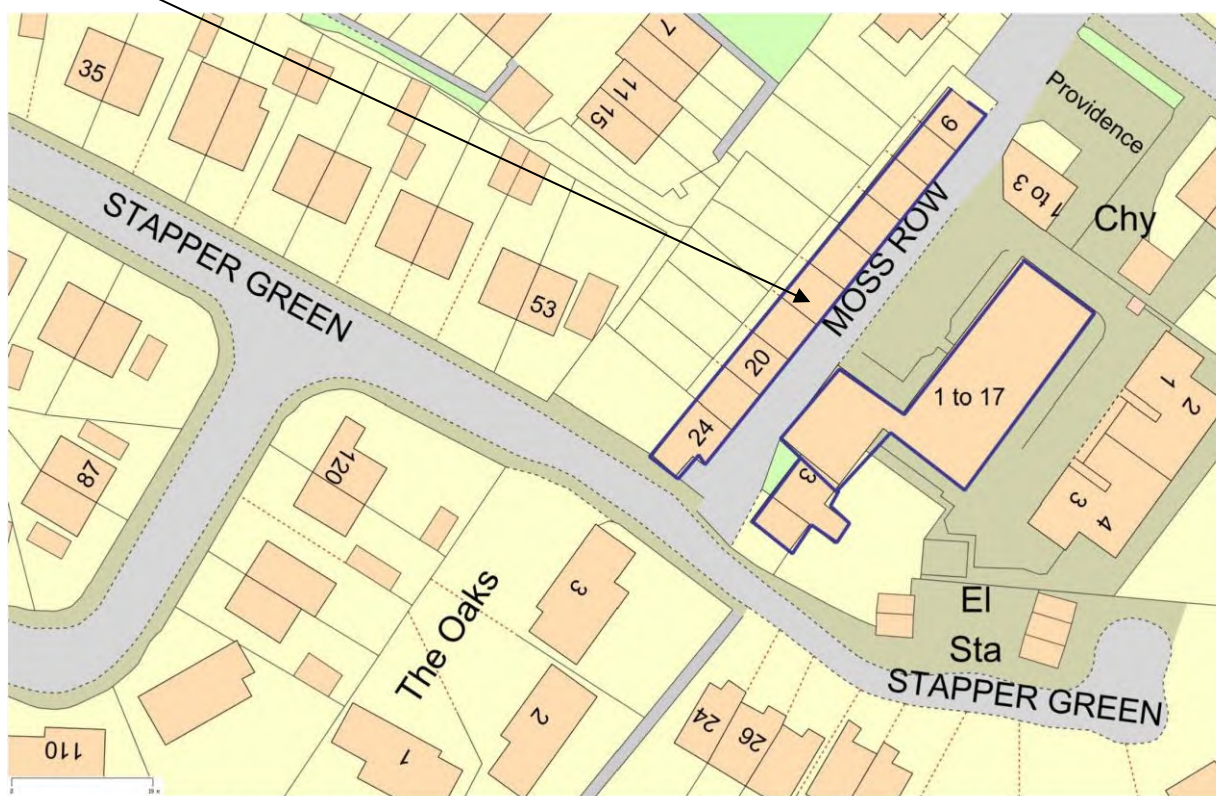 35
7
11 15
9
Providence
1 to 3
Chy
STAPPER GREEN
MOSS ROW
53
20
1 to 17
1
2
24
3
87
120
3
4
3
The Oaks
El
Sta
STAPPER GREEN
24
26
2
1
110
0